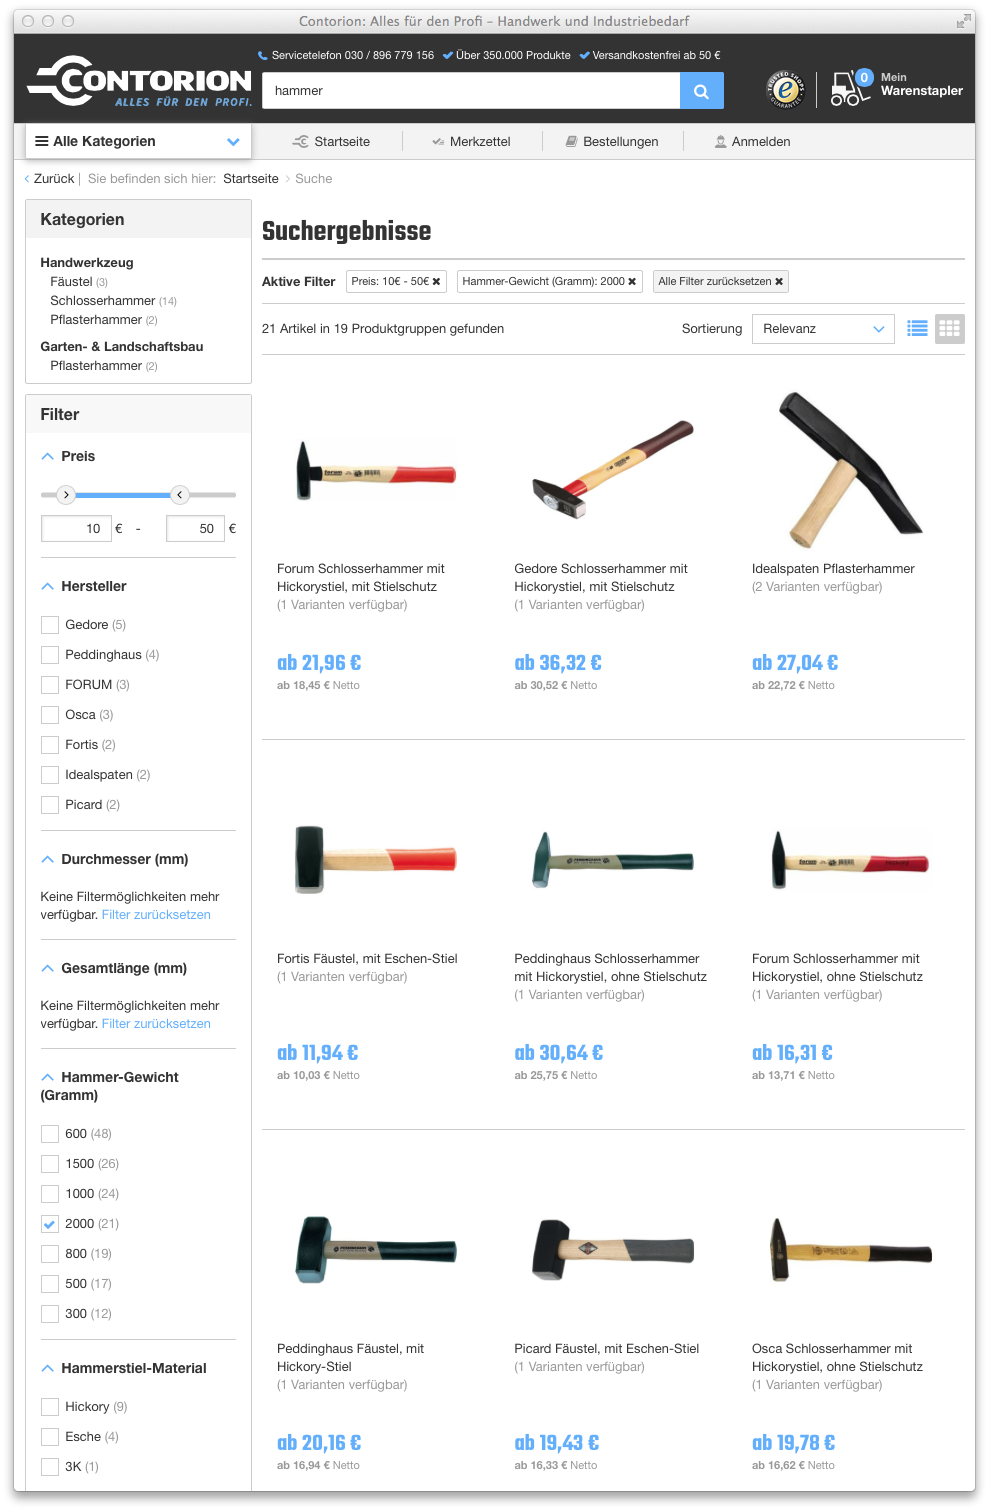 Contorion: Alles für den Profi – Handwerk und Industriebedarf
Servicetelefon 030 / 896 779 156 Über 350.000 Produkte Versandkostenfrei ab 50 €
CONTORION
ALLES FÜR DEN PROFI.
hammer
TRUSTED SHOPS
GUARANTEE
0
Mein
Warenstapler
Alle Kategorien
Startseite
Merkzettel
Bestellungen
Anmelden
Zurück | Sie befinden sich hier: Startseite > Suche
Kategorien
Handwerkzeug
Fäustel (3)
Schlosserhammer (14)
Pflasterhammer (2)
Garten- & Landschaftsbau
Pflasterhammer (2)
Filter
Preis
10 € - 50 €
Hersteller
Gedore (5)
Peddinghaus (4)
FORUM (3)
Osca (3)
Fortis (2)
Idealspaten (2)
Picard (2)
Durchmesser (mm)
Keine Filtermöglichkeiten mehr
verfügbar. Filter zurücksetzen
Gesamtlänge (mm)
Keine Filtermöglichkeiten mehr
verfügbar. Filter zurücksetzen
Hammer-Gewicht
(Gramm)
600 (48)
1500 (26)
1000 (24)
2000 (21)
800 (19)
500 (17)
300 (12)
Hammerstiel-Material
Hickory (9)
Esche (4)
3K (1)
Suchergebnisse
Aktive Filter Preis: 10€ - 50€ Hammer-Gewicht (Gramm): 2000 Alle Filter zurücksetzen
21 Artikel in 19 Produktgruppen gefunden
Sortierung Relevanz
forum
Forum Schlosserhammer mit
Hickorystiel, mit Stielschutz
(1 Varianten verfügbar)
ab 21,96 €
ab 18,45 € Netto
Gedore Schlosserhammer mit
Hickorystiel, mit Stielschutz
(1 Varianten verfügbar)
ab 36,32 €
ab 30,52 € Netto
Idealspaten Pflasterhammer
(2 Varianten verfügbar)
ab 27,04 €
ab 22,72 € Netto
Fortis Fäustel, mit Eschen-Stiel
(1 Varianten verfügbar)
ab 11,94 €
ab 10,03 € Netto
PEDDINGHAUS
Peddinghaus Schlosserhammer
mit Hickorystiel, ohne Stielschutz
(1 Varianten verfügbar)
ab 30,64 €
ab 25,75 € Netto
forum
Forum Schlosserhammer mit
Hickorystiel, ohne Stielschutz
(1 Varianten verfügbar)
ab 16,31 €
ab 13,71 € Netto
PEDDINGHAUS
Peddinghaus Fäustel, mit
Hickory-Stiel
(1 Varianten verfügbar)
ab 20,16 €
ab 16,94 € Netto
Picard Fäustel, mit Eschen-Stiel
(1 Varianten verfügbar)
ab 19,43 €
ab 16,33 € Netto
Osca Schlosserhammer mit
Hickorystiel, ohne Stielschutz
(1 Varianten verfügbar)
ab 19,78 €
ab 16,62 € Netto